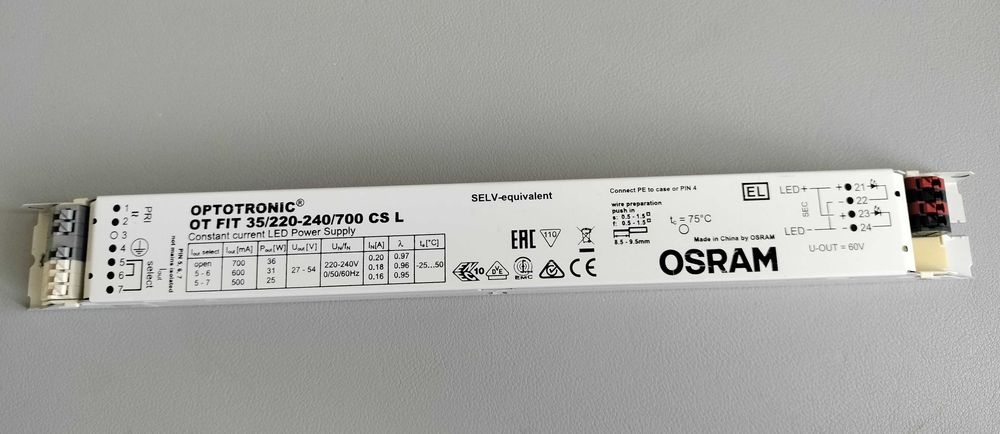 OPTOTRONIC®
OT FIT 35/220-240/700 CS L
Constant current LED Power Supply
Iout select Iout [mA] Pout [W] Uout [V] UN/fN IN[A] λ ta [°C]
open 700 36 27 - 54 220-240V 0/50/60Hz 0.20 0.97 -25...50
5 - 6 600 31 0.18 0.96
5 - 7 500 25 0.16 0.95
1
2
3
4
5
6
7
PRI
Iout select
PIN 5, 6, 7
not mains insulated
SELV-equivalent
EAC
110
10
EMC
CE
Connect PE to case or PIN 4
wire preparation
push in
s: 0.5 - 1.5
f: 0.5 - 1.5
8.5 - 9.5mm
tc = 75°C
Made in China by OSRAM
OSRAM
EL
LED+
LED-
SEC
+ 21
- 22
+ 23
- 24
U-OUT = 60V